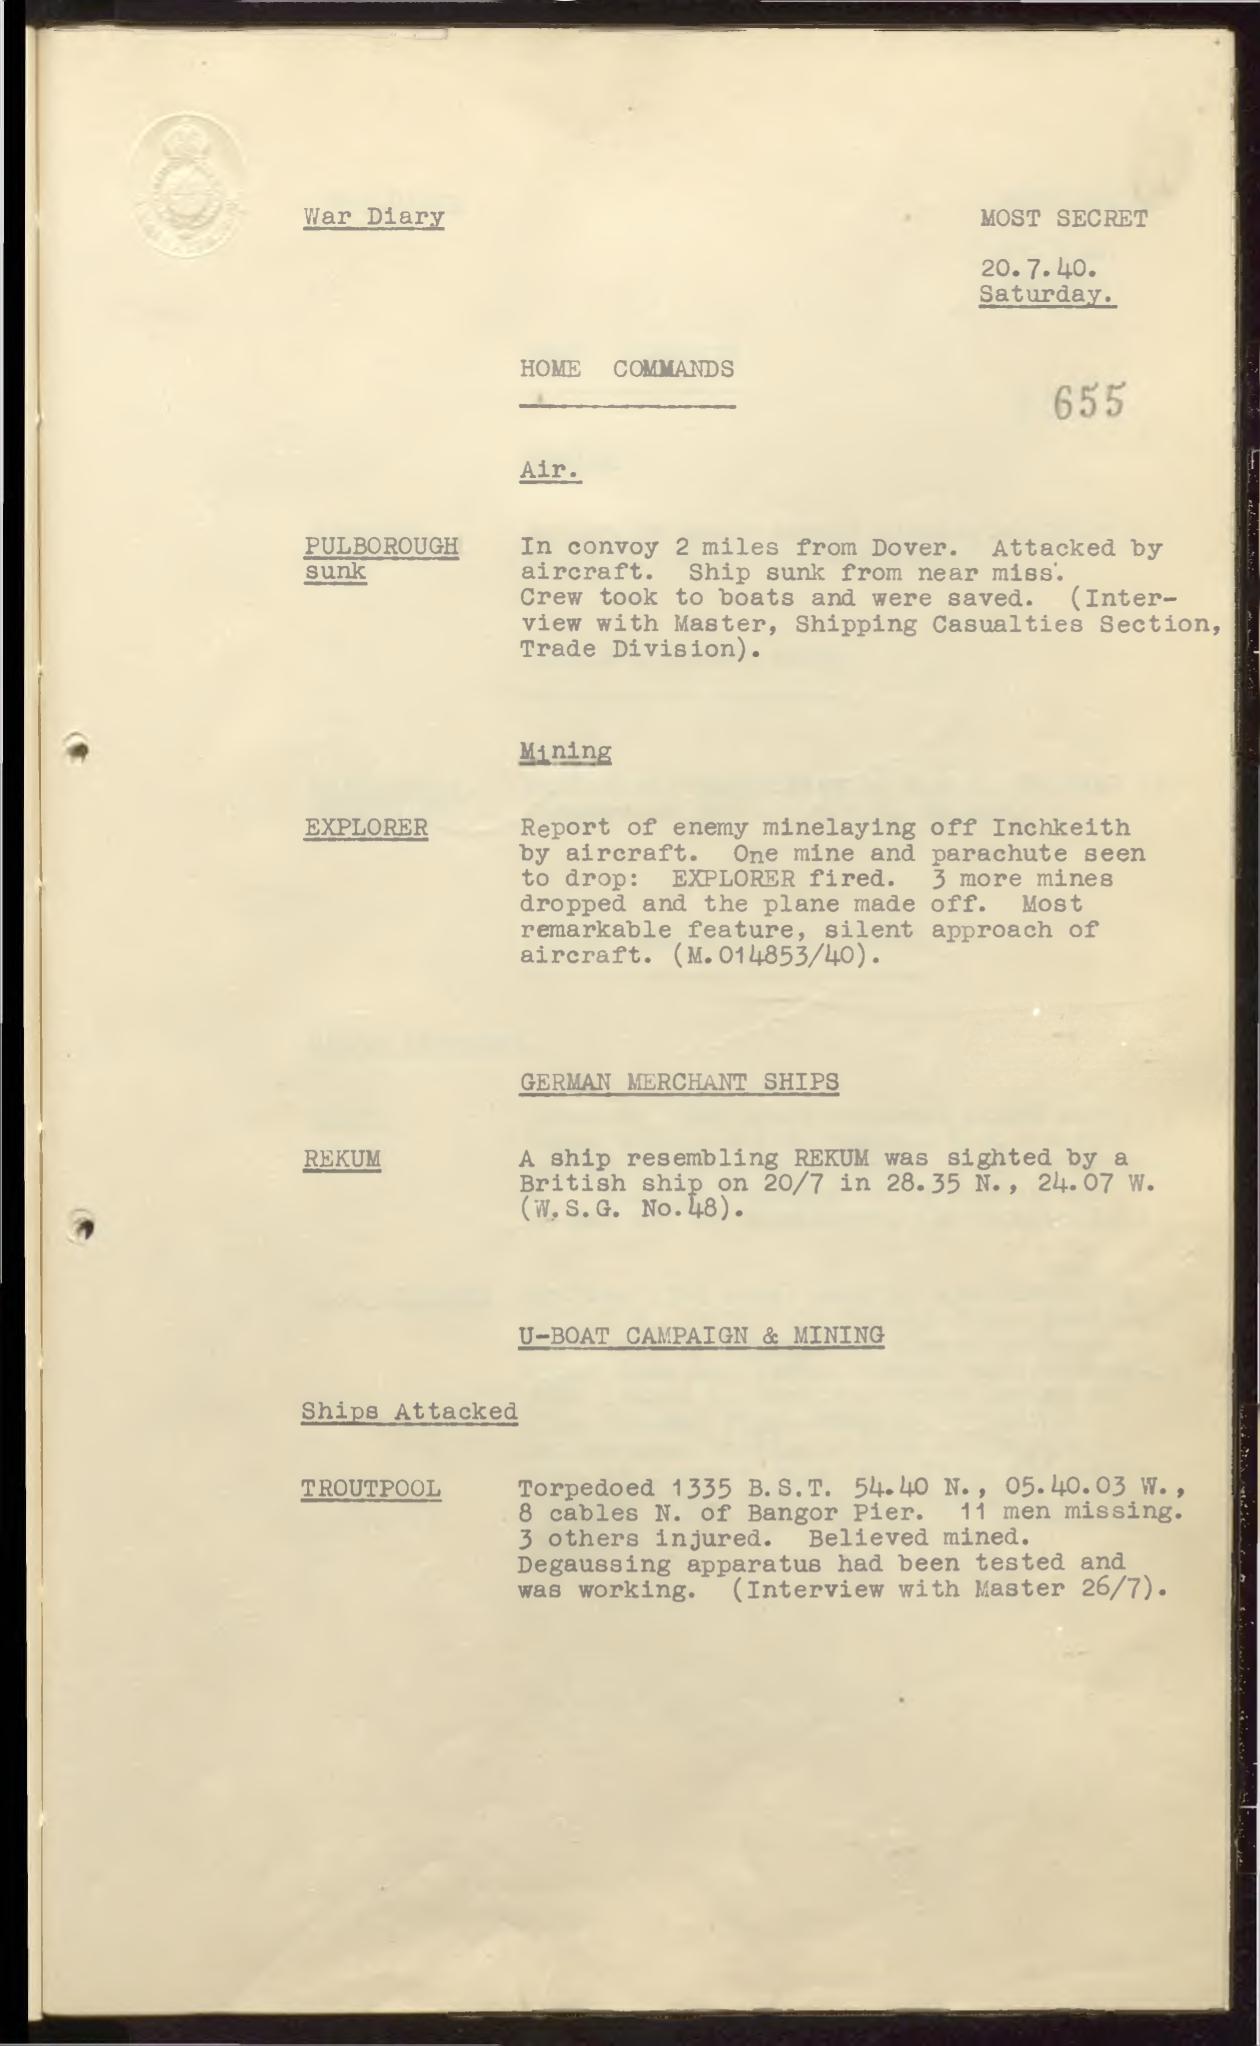 War Diary
MOST SECRET
20.7.40.
Saturday.
HOME COMMANDS
655
Air.
PULBOROUGH
sunk
In convoy 2 miles from Dover. Attacked by
aircraft. Ship sunk from near miss.
Crew took to boats and were saved. (Inter-
view with Master, Shipping Casualties Section,
Trade Division).
Mining
EXPLORER
Report of enemy minelaying off Inchkeith
by aircraft. One mine and parachute seen
to drop: EXPLORER fired. 3 more mines
dropped and the plane made off. Most
remarkable feature, silent approach of
aircraft. (M.014853/40).
GERMAN MERCHANT SHIPS
REKUM
A ship resembling REKUM was sighted by a
British ship on 20/7 in 28.35 N., 24.07 W.
(W.S.G. No.48).
U-BOAT CAMPAIGN & MINING
Ships Attacked
TROUTPOOL
Torpedoed 1335 B.S.T. 54.40 N., 05.40.03 W.,
8 cables N. of Bangor Pier. 11 men missing.
3 others injured. Believed mined.
Degaussing apparatus had been tested and
was working. (Interview with Master 26/7).